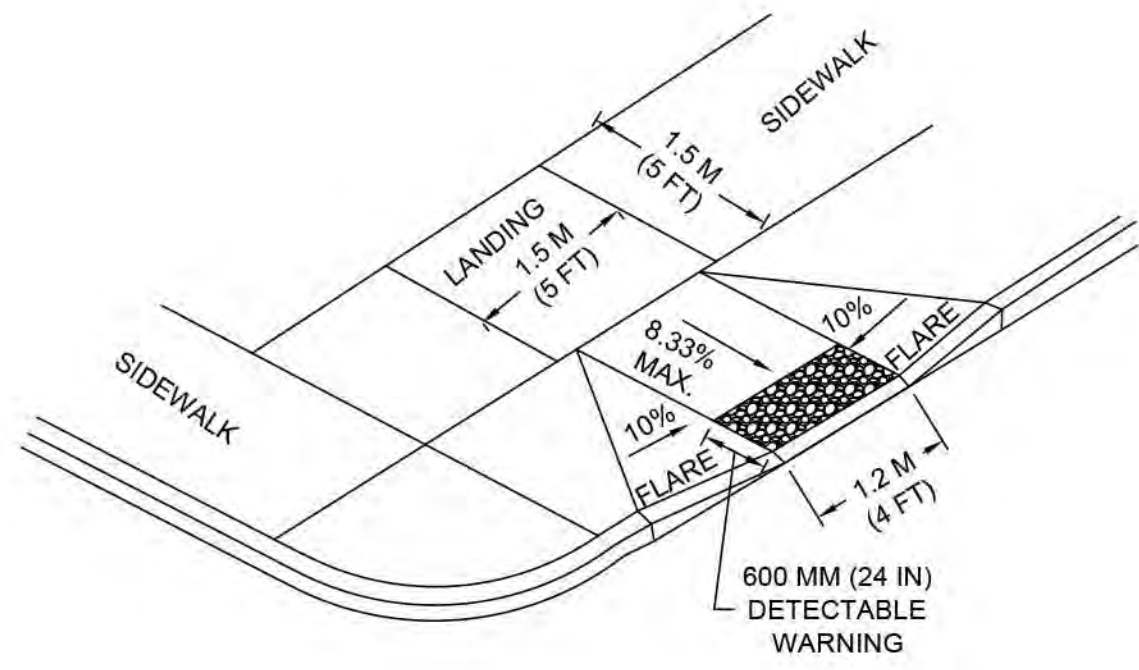 SIDEWALK
1.5 M
(5 FT)
LANDING
1.5 M
(5 FT)
10%
FLARE
8.33%
MAX.
SIDEWALK
10%
FLARE
1.2 M
(4 FT)
600 MM (24 IN)
DETECTABLE
WARNING